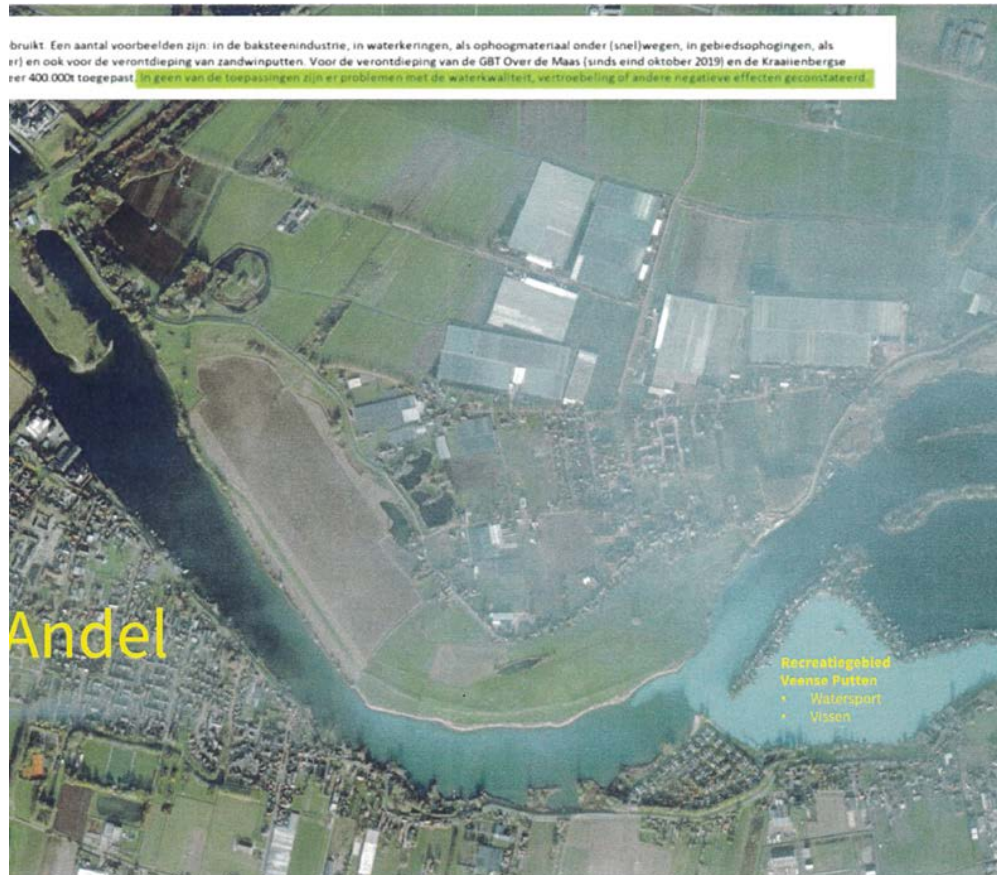 ebruikt. Een aantal voorbeelden zijn: in de baksteenindustrie, in waterkeringen, als ophoogmateriaal onder (snel)wegen, in gebiedsophogingen, als
er) en ook voor de verontdieping van zandwinputten. Voor de verontdieping van de GBT Over de Maas (sinds eind oktober 2019) en de Kraaijenbergse
eer 400.000t toegepast. In geen van de toepassingen zijn er problemen met de waterkwaliteit, vertroebeling of andere negatieve effecten geconstateerd.
Andel
Recreatiegebied
Veense Putten
• Watersport
• Vissen